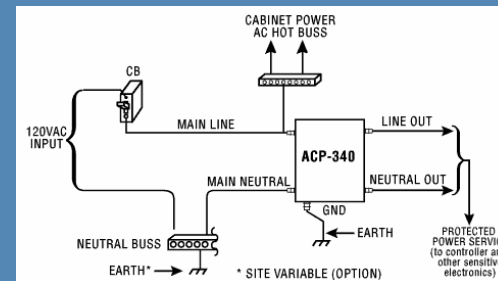 CABINET POWER
AC HOT BUSS
CB
MAIN LINE
LINE OUT
120VAC
INPUT
ACP-340
MAIN NEUTRAL
NEUTRAL OUT
GND
NEUTRAL BUSS
EARTH
EARTH*
* SITE VARIABLE (OPTION)
PROTECTED
POWER SERVIC
(to controller an
other sensitive
electronics)